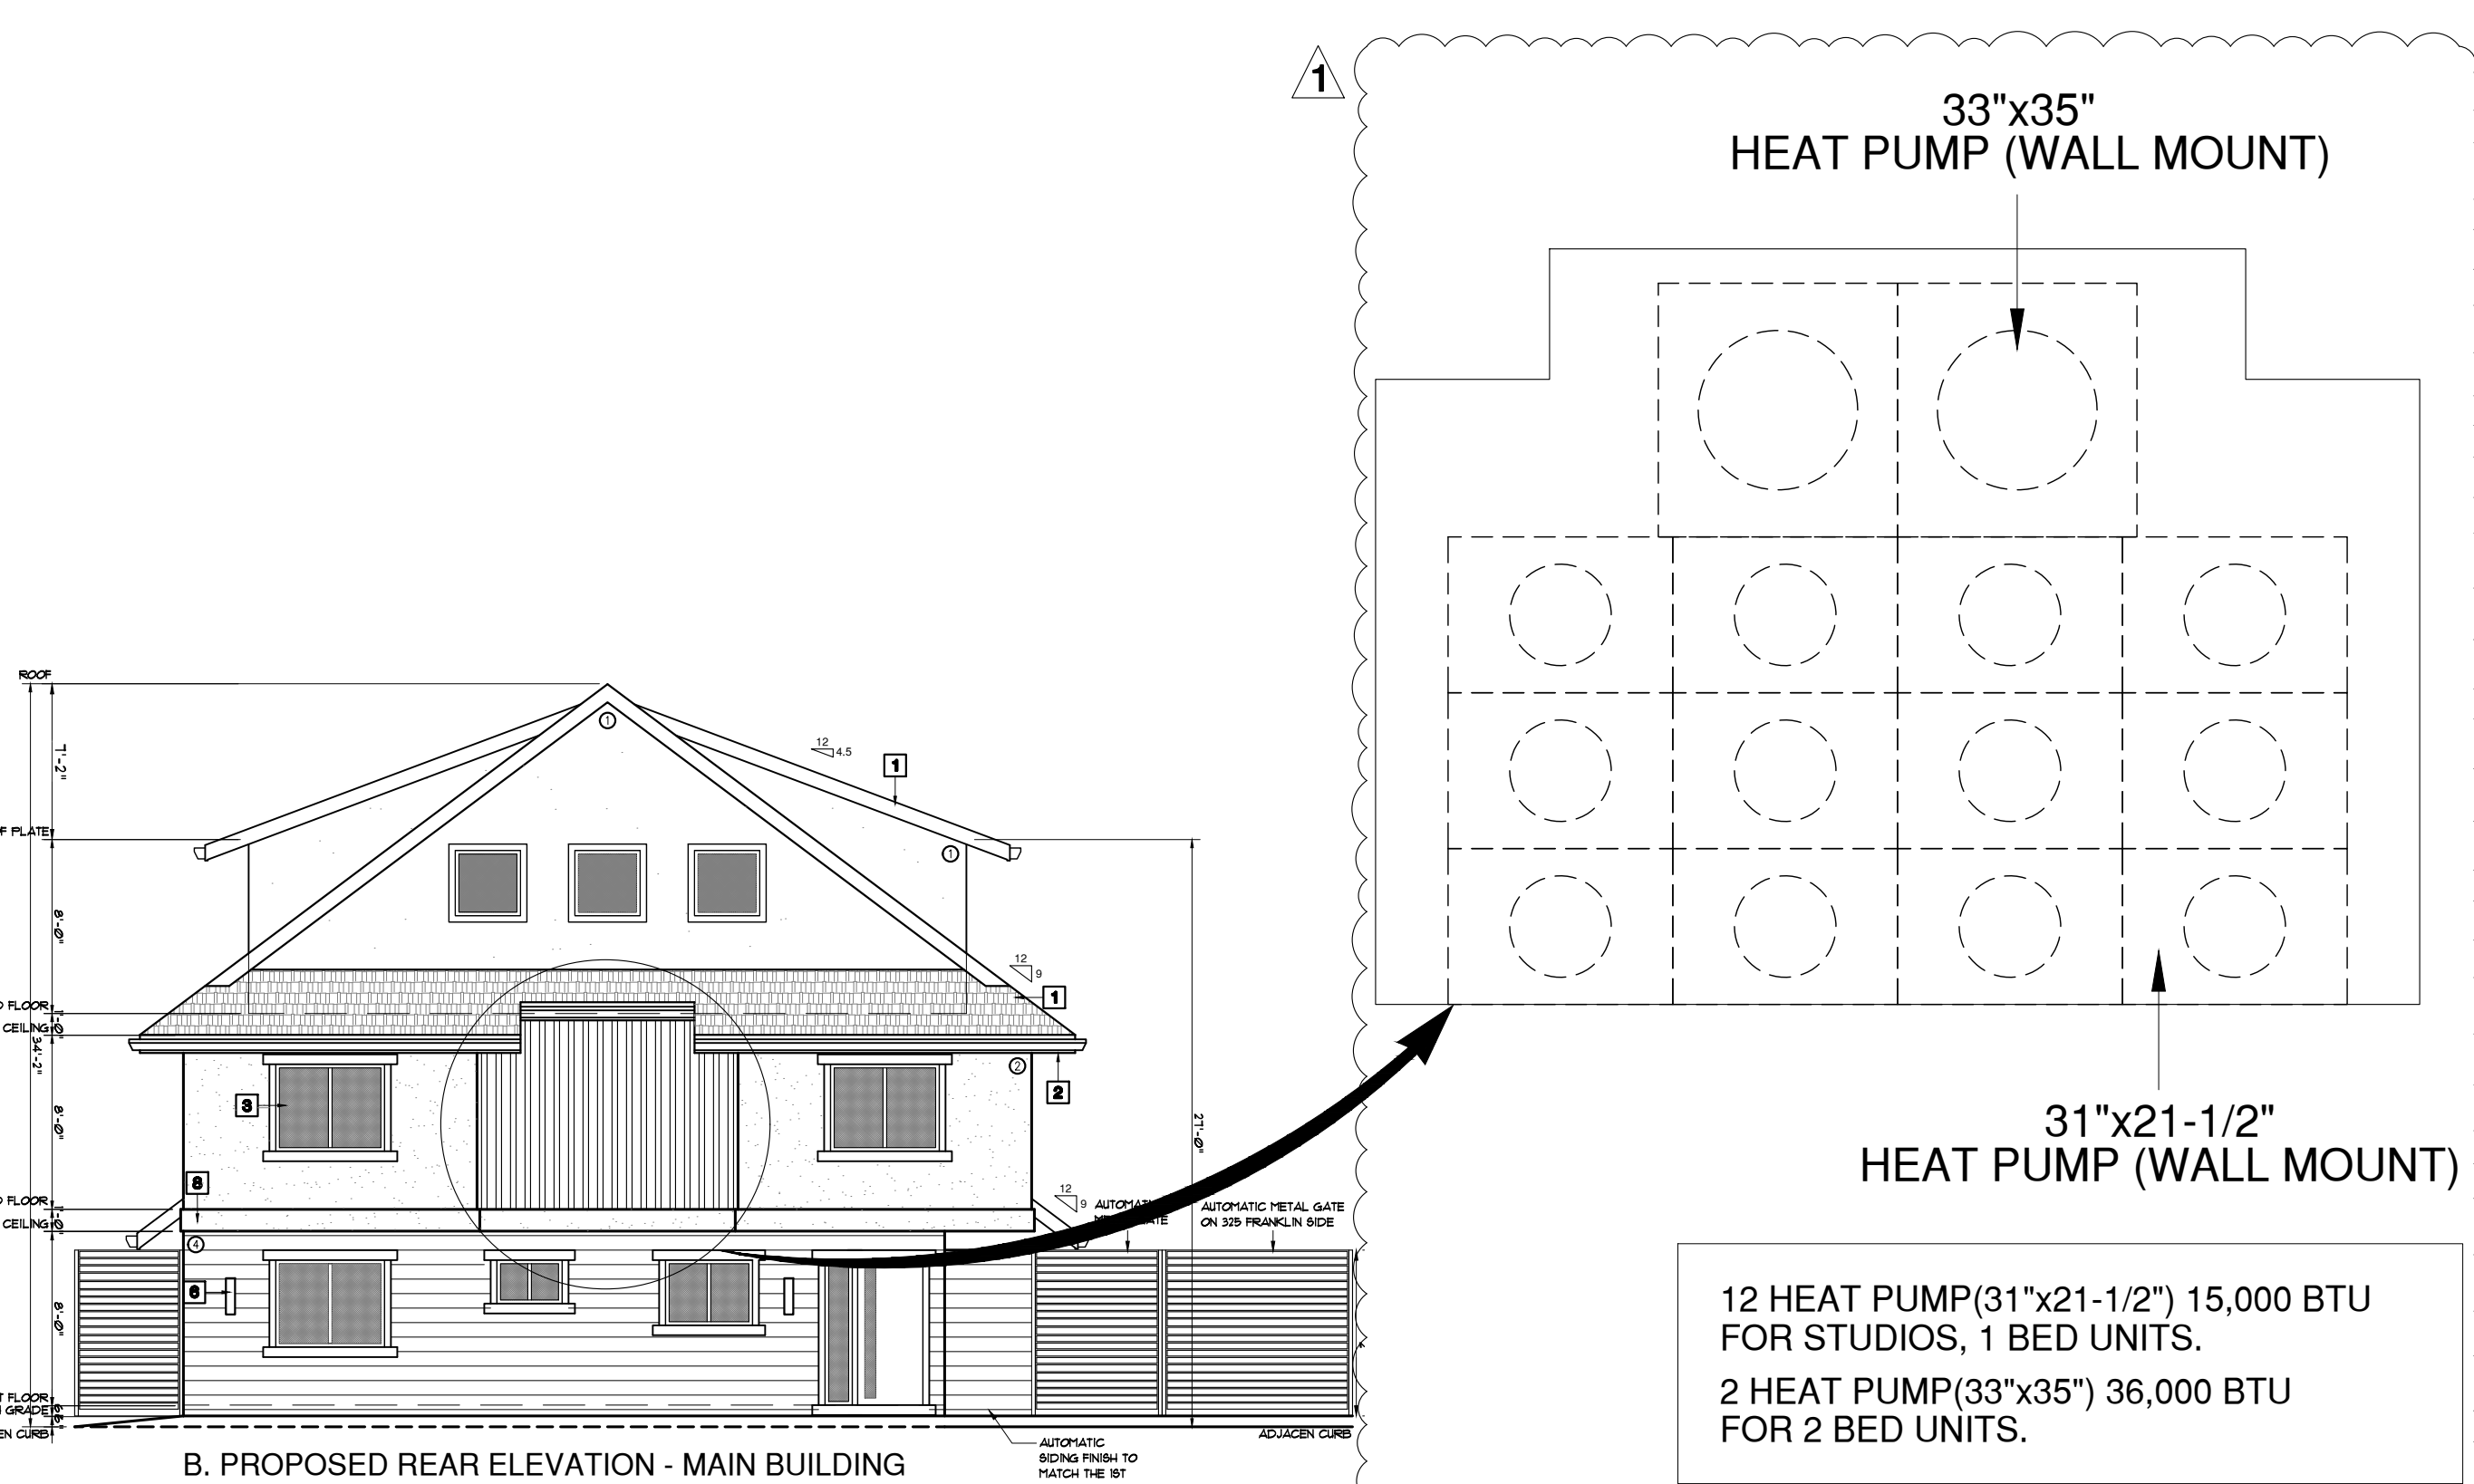 1
33"x35"
HEAT PUMP (WALL MOUNT)
31"x21-1/2"
HEAT PUMP (WALL MOUNT)
12 HEAT PUMP(31"x21-1/2") 15,000 BTU
FOR STUDIOS, 1 BED UNITS.
2 HEAT PUMP(33"x35") 36,000 BTU
FOR 2 BED UNITS.
ROOF
7'-2"
F PLATE
8'-0"
D FLOOR
CEILING
1'-0"
34'-2"
8'-0"
D FLOOR
CEILING
1'-0"
8'-0"
T FLOOR
GRADE
EN CURB
1
12
4.5
1
1
12
9
1
2
2
3
8
4
6
12
9
27'-0"
AUTOMATIC METAL GATE
ON 325 FRANKLIN SIDE
ADJACEN CURB
AUTOMATIC
SIDING FINISH TO
MATCH THE 1ST
B. PROPOSED REAR ELEVATION - MAIN BUILDING